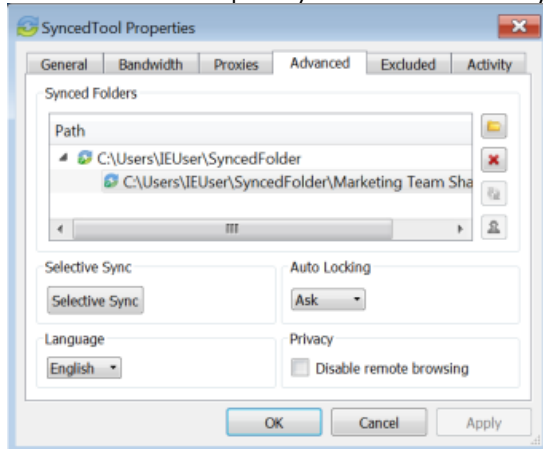 SyncedTool Properties
General Bandwidth Proxies Advanced Excluded Activity
Synced Folders
Path
C:\Users\IEUser\SyncedFolder
C:\Users\IEUser\SyncedFolder\Marketing Team Sha
Selective Sync Auto Locking
Selective Sync Ask
Language Privacy
English Disable remote browsing
OK Cancel Apply